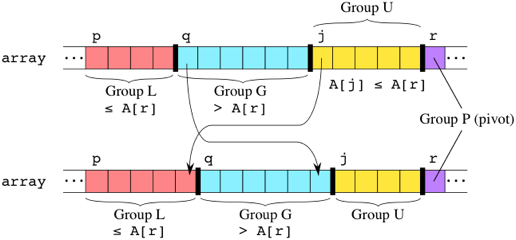 Group U
p q j r
array ... ...
Group L Group G A[j] ≤ A[r]
≤ A[r] > A[r]
Group P (pivot)
p q j r
array ... ...
Group L Group G Group U
≤ A[r] > A[r]